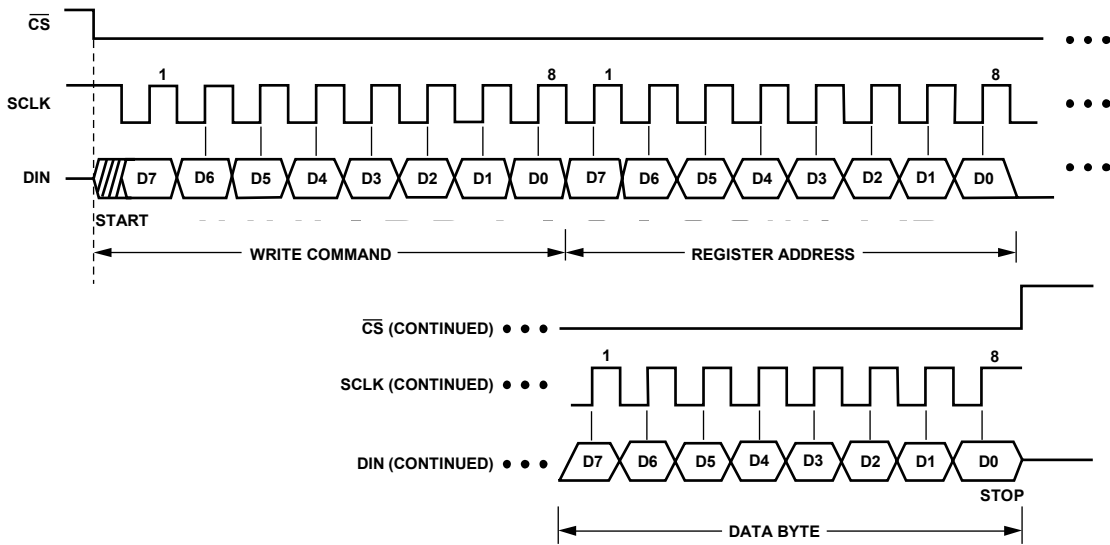 CS
1 8 1 8
SCLK
DIN D7 D6 D5 D4 D3 D2 D1 D0 D7 D6 D5 D4 D3 D2 D1 D0
START
WRITE COMMAND REGISTER ADDRESS
CS (CONTINUED)
1 8
SCLK (CONTINUED)
DIN (CONTINUED) D7 D6 D5 D4 D3 D2 D1 D0
STOP
DATA BYTE